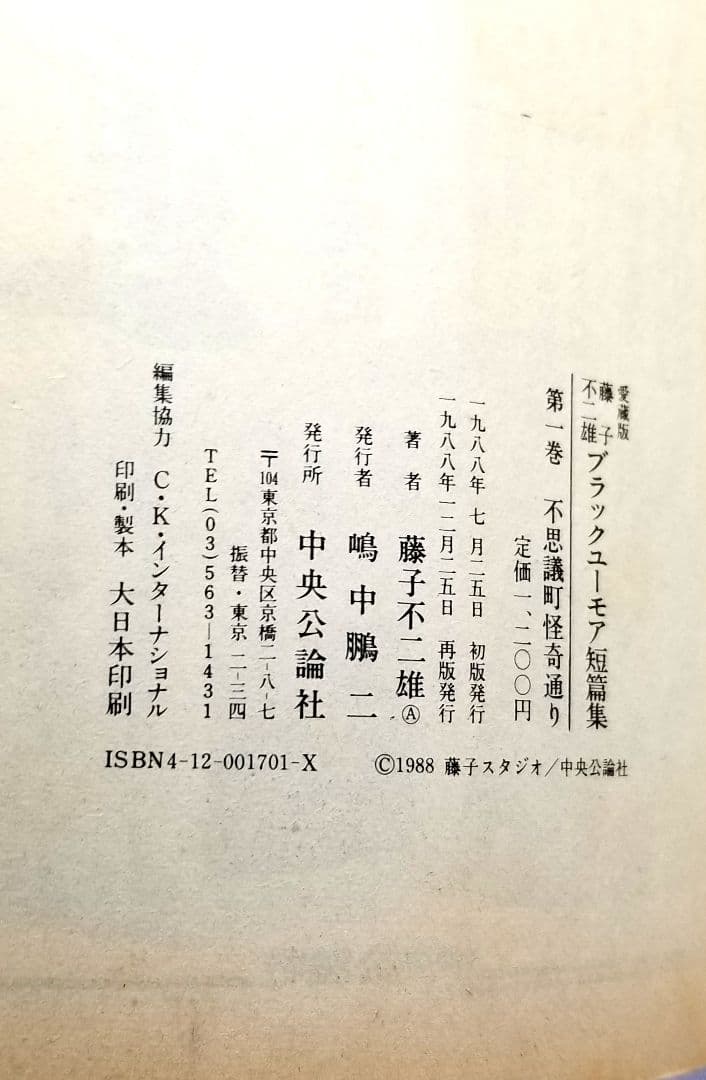 愛蔵版
藤子不二雄 ブラックユーモア短篇集
第一巻 不思議町怪奇通り
定価一、二〇〇円
一九八八年 七 月二五日 初版発行
一九八八年一二月二五日 再版発行
著者 藤子不二雄Ⓐ
発行者 嶋中鵬二
発行所 中央公論社
〒104東京都中央区京橋二-八-七
振替・東京 二-三四
TEL(03)563-1431
編集協力 C・K・インターナショナル
印刷・製本 大日本印刷
©1988 藤子スタジオ/中央公論社
ISBN4-12-001701-X